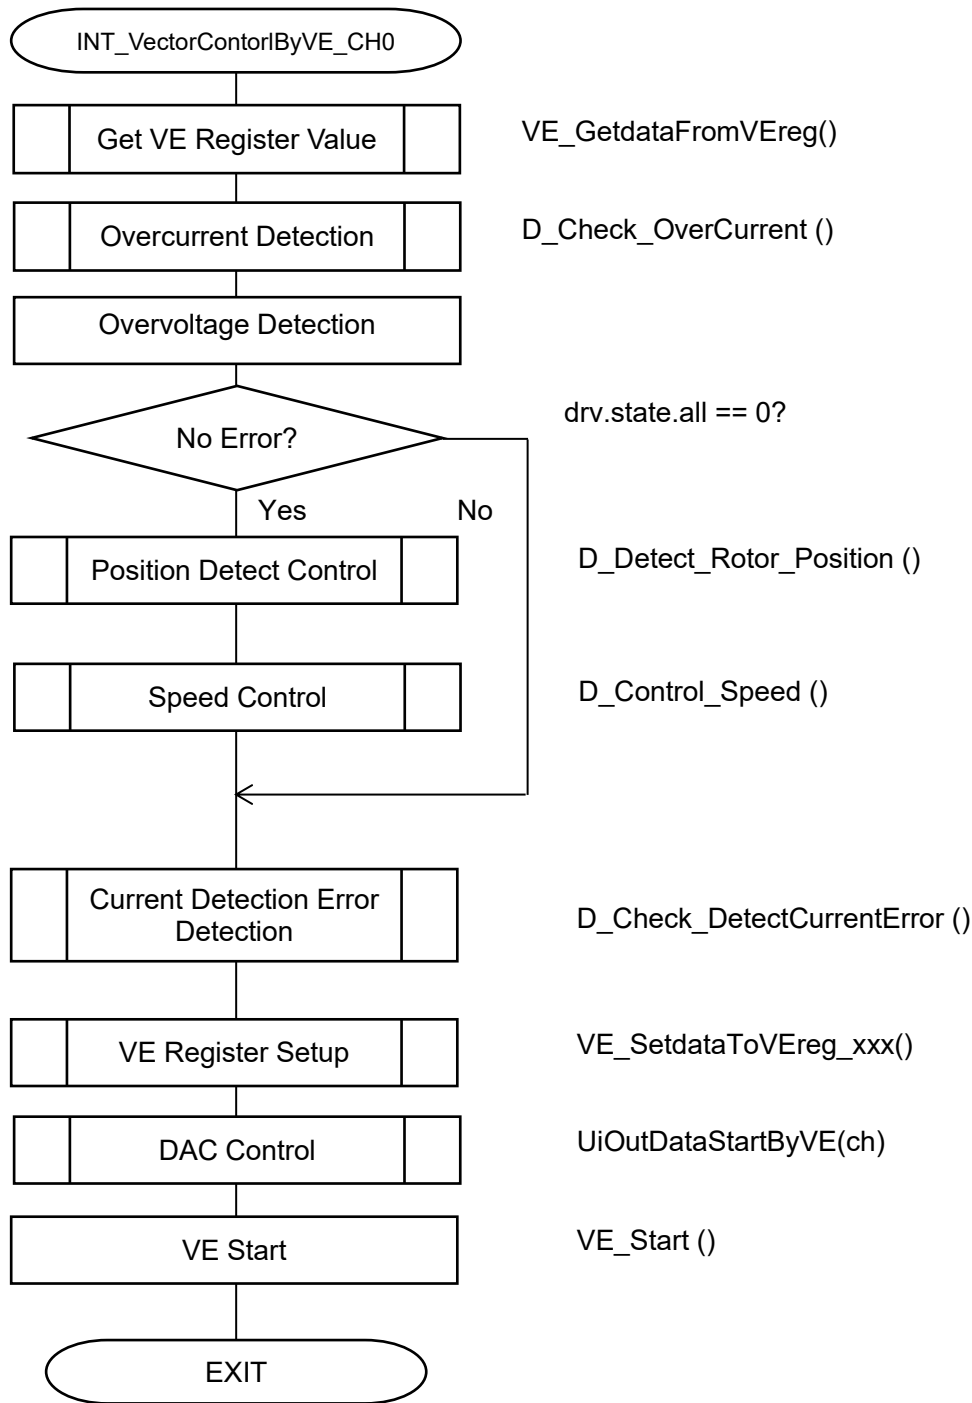 INT_VectorContorlByVE_CH0
Get VE Register Value
VE_GetdataFromVEreg()
Overcurrent Detection
D_Check_OverCurrent ()
Overvoltage Detection
drv.state.all == 0?
No Error?
Yes
No
Position Detect Control
D_Detect_Rotor_Position ()
Speed Control
D_Control_Speed ()
Current Detection Error
Detection
D_Check_DetectCurrentError ()
VE Register Setup
VE_SetdataToVEreg_xxx()
DAC Control
UiOutDataStartByVE(ch)
VE Start
VE_Start ()
EXIT